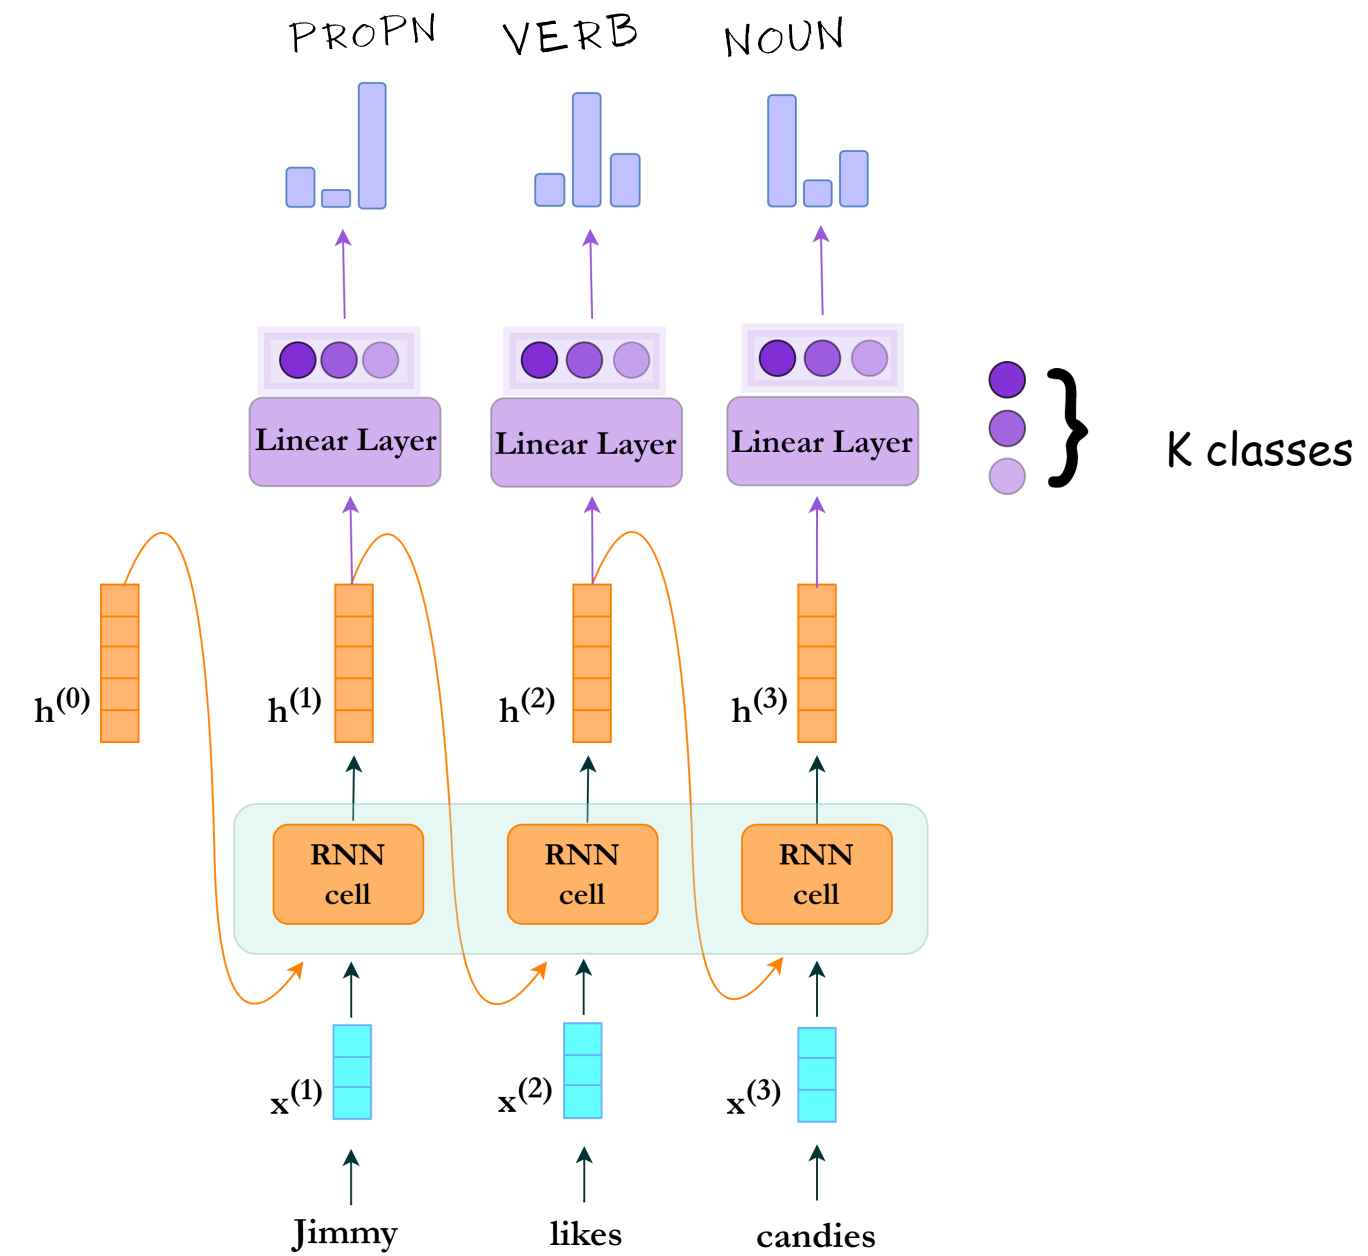 PROPN VERB NOUN
Linear Layer Linear Layer Linear Layer
K classes
h(0) h(1) h(2) h(3)
RNN cell RNN cell RNN cell
x(1) x(2) x(3)
Jimmy likes candies